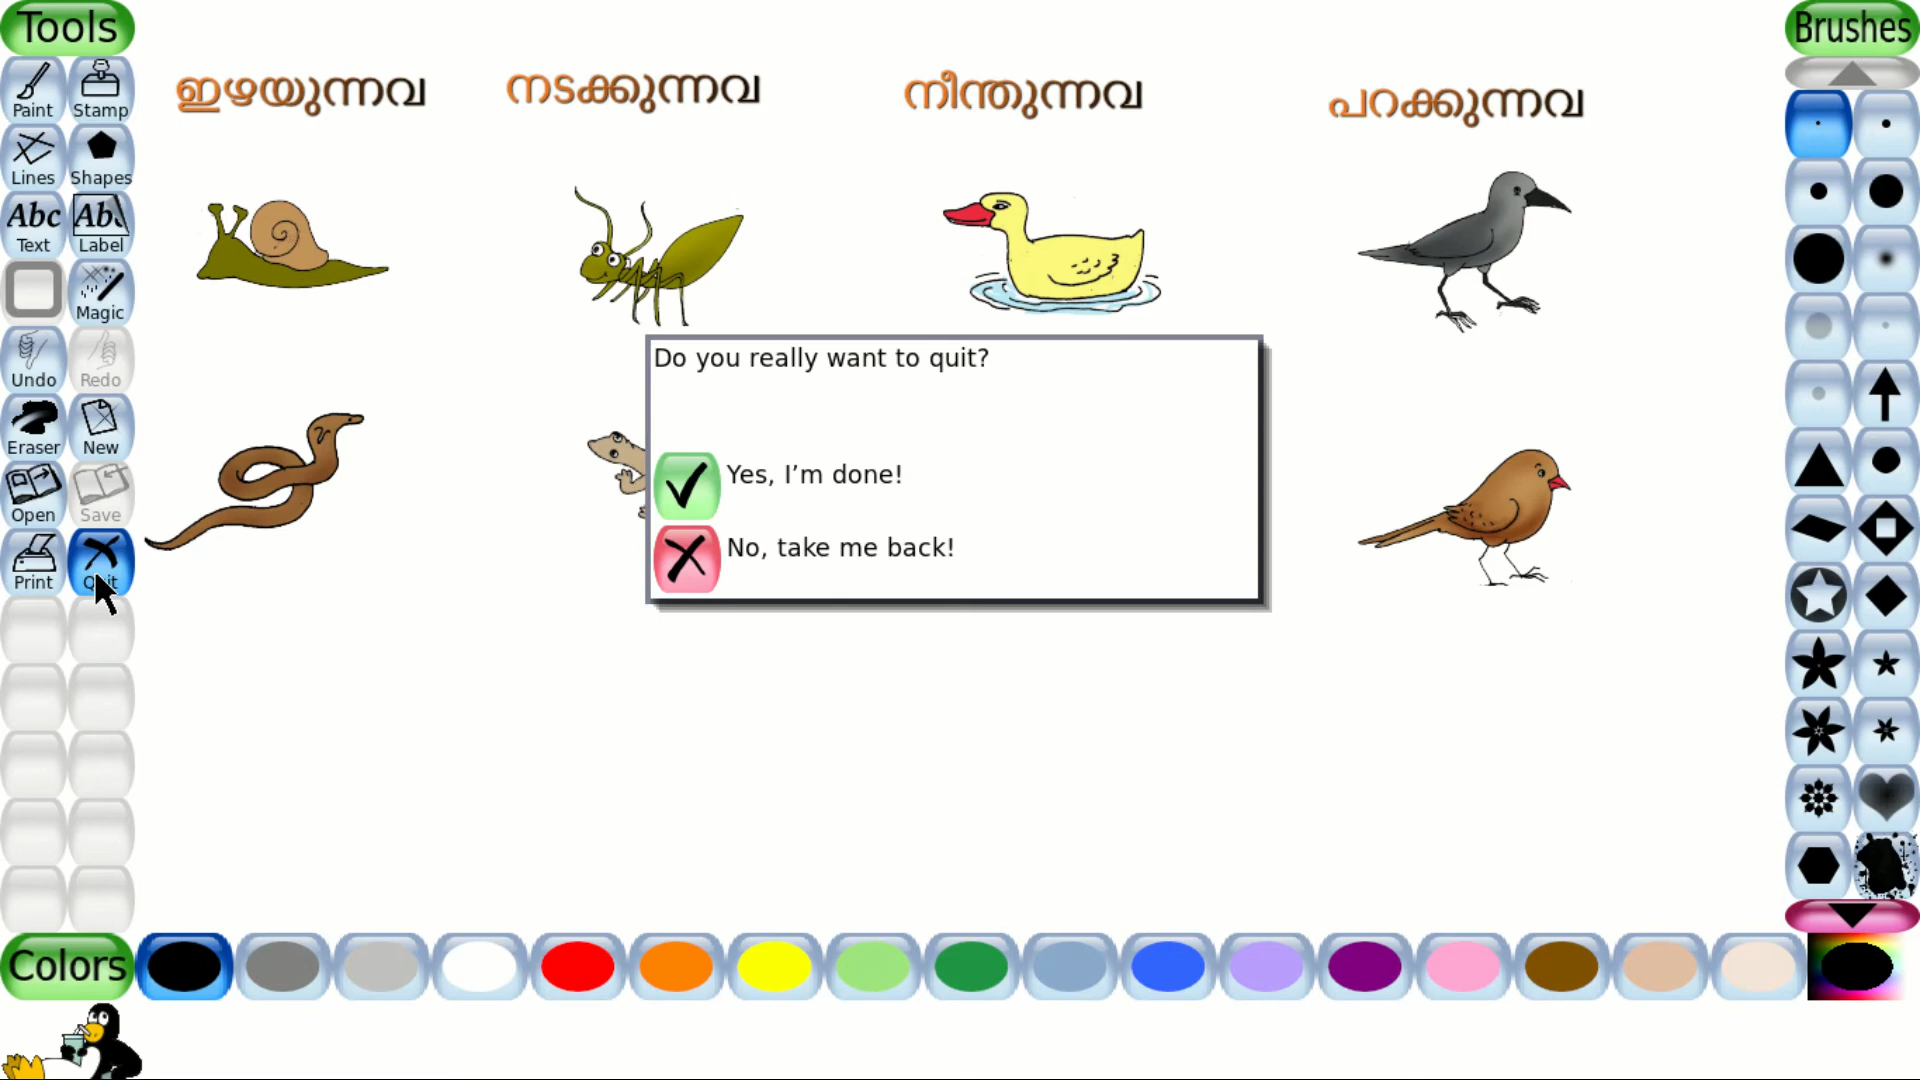 Tools
Brushes
ഇഴയുന്നവ
നടക്കുന്നവ
നീന്തുന്നവ
പറക്കുന്നവ
Paint
Stamp
Lines
Shapes
Abc
Text
Abc
Label
Magic
Undo
Redo
Eraser
New
Open
Save
Print
Quit
Do you really want to quit?
Yes, I’m done!
No, take me back!
Colors